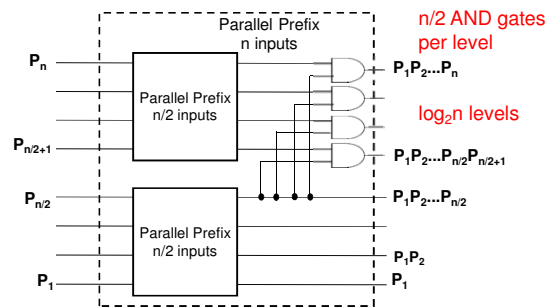 Parallel Prefix
n inputs
n/2 AND gates
per level
Pn
P1P2...Pn
Parallel Prefix
n/2 inputs
log2n levels
Pn/2+1
P1P2...Pn/2Pn/2+1
Pn/2
P1P2...Pn/2
Parallel Prefix
n/2 inputs
P1P2
P1
P1